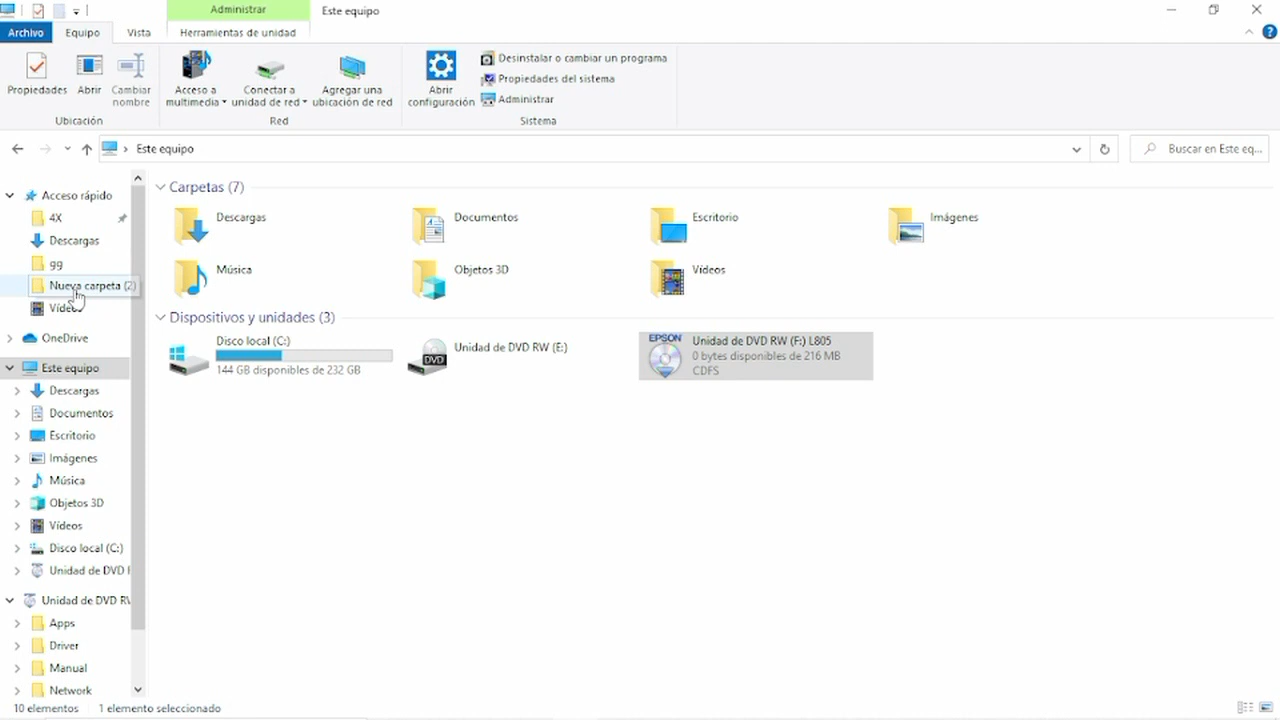 Administrar
Este equipo
Archivo
Equipo
Vista
Herramientas de unidad
Propiedades
Abrir
Cambiar
nombre
Ubicación
Acceso a
multimedia
Conectar a
unidad de red
Agregar una
ubicación de red
Red
Abrir
configuración
Desinstalar o cambiar un programa
Propiedades del sistema
Administrar
Sistema
Este equipo
Buscar en Este eq...
Acceso rápido
4X
Descargas
gg
Nueva carpeta (2)
Vídeos
OneDrive
Este equipo
Descargas
Documentos
Escritorio
Imágenes
Música
Objetos 3D
Vídeos
Disco local (C:)
Unidad de DVD
Unidad de DVD RW
Apps
Driver
Manual
Network
Carpetas (7)
Descargas
Documentos
Escritorio
Imágenes
Música
Objetos 3D
Vídeos
Dispositivos y unidades (3)
Disco local (C:)
144 GB disponibles de 232 GB
DVD
Unidad de DVD RW (E:)
EPSON
Unidad de DVD RW (F:) L805
0 bytes disponibles de 216 MB
CDFS
10 elementos
1 elemento seleccionado